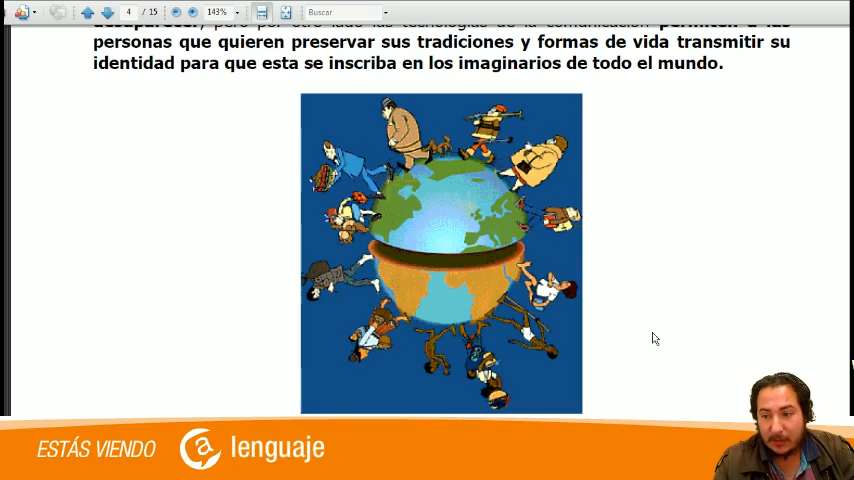 4 / 15
143%
Buscar
personas que quieren preservar sus tradiciones y formas de vida transmitir su
identidad para que esta se inscriba en los imaginarios de todo el mundo.
ESTÁS VIENDO
a lenguaje